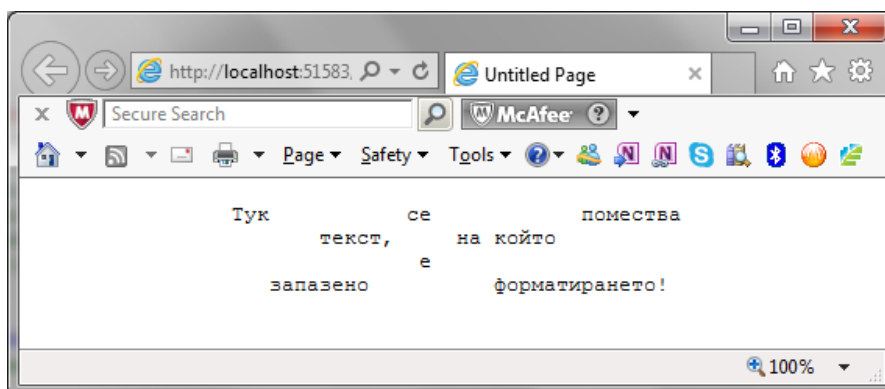 http://localhost:51583, Untitled Page
x Secure Search McAfee ?
Page Safety Tools ?
Тук се помества
текст, на който
е
запазено форматирането!
100%